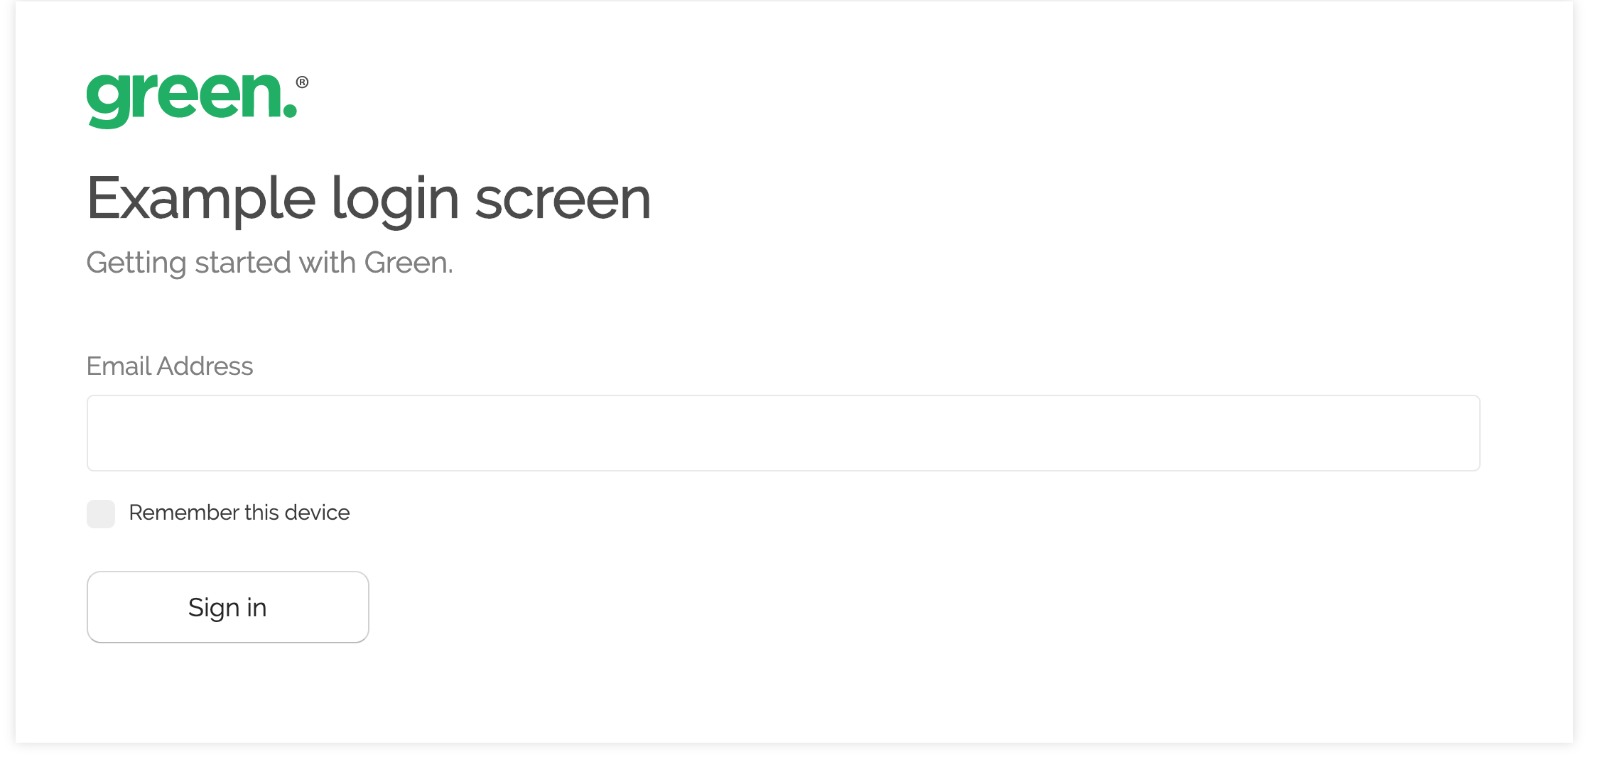 green.®
Example login screen
Getting started with Green.
Email Address
Remember this device
Sign in